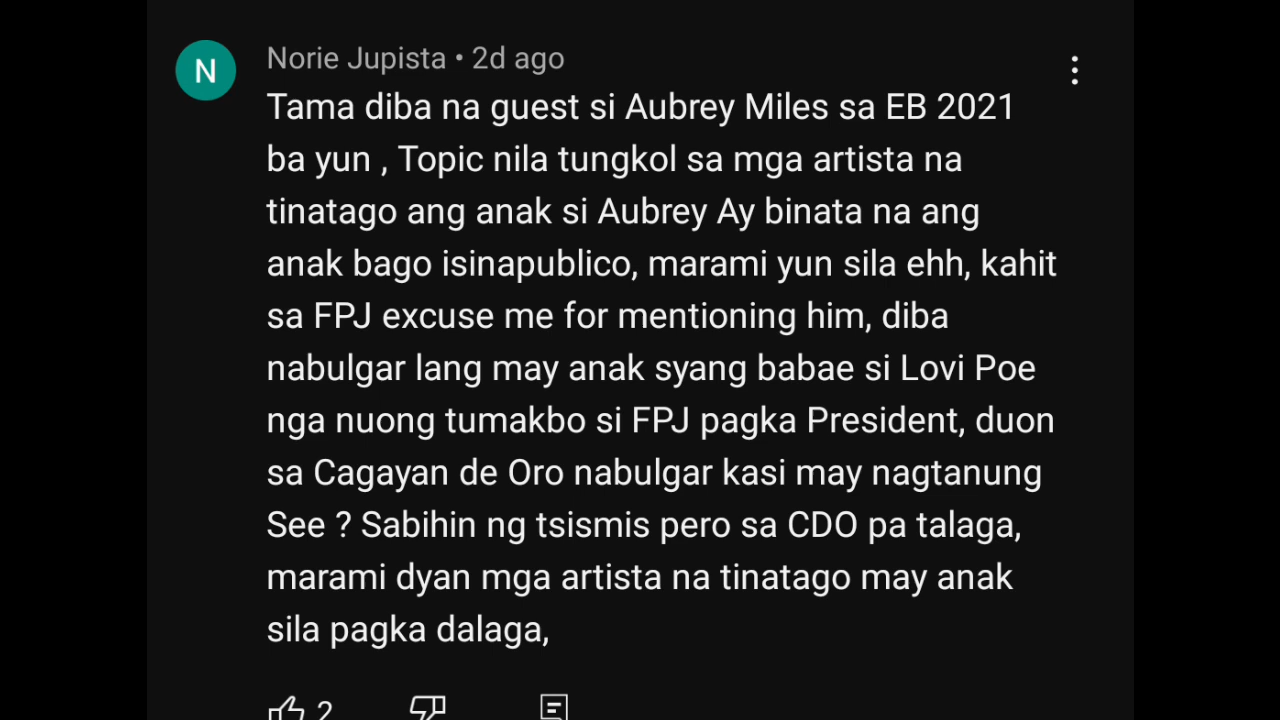 N
Norie Jupista • 2d ago
Tama diba na guest si Aubrey Miles sa EB 2021
ba yun , Topic nila tungkol sa mga artista na
tinatago ang anak si Aubrey Ay binata na ang
anak bago isinapublico, marami yun sila ehh, kahit
sa FPJ excuse me for mentioning him, diba
nabulgar lang may anak syang babae si Lovi Poe
nga nuong tumakbo si FPJ pagka President, duon
sa Cagayan de Oro nabulgar kasi may nagtanung
See ? Sabihin ng tsismis pero sa CDO pa talaga,
marami dyan mga artista na tinatago may anak
sila pagka dalaga,
2